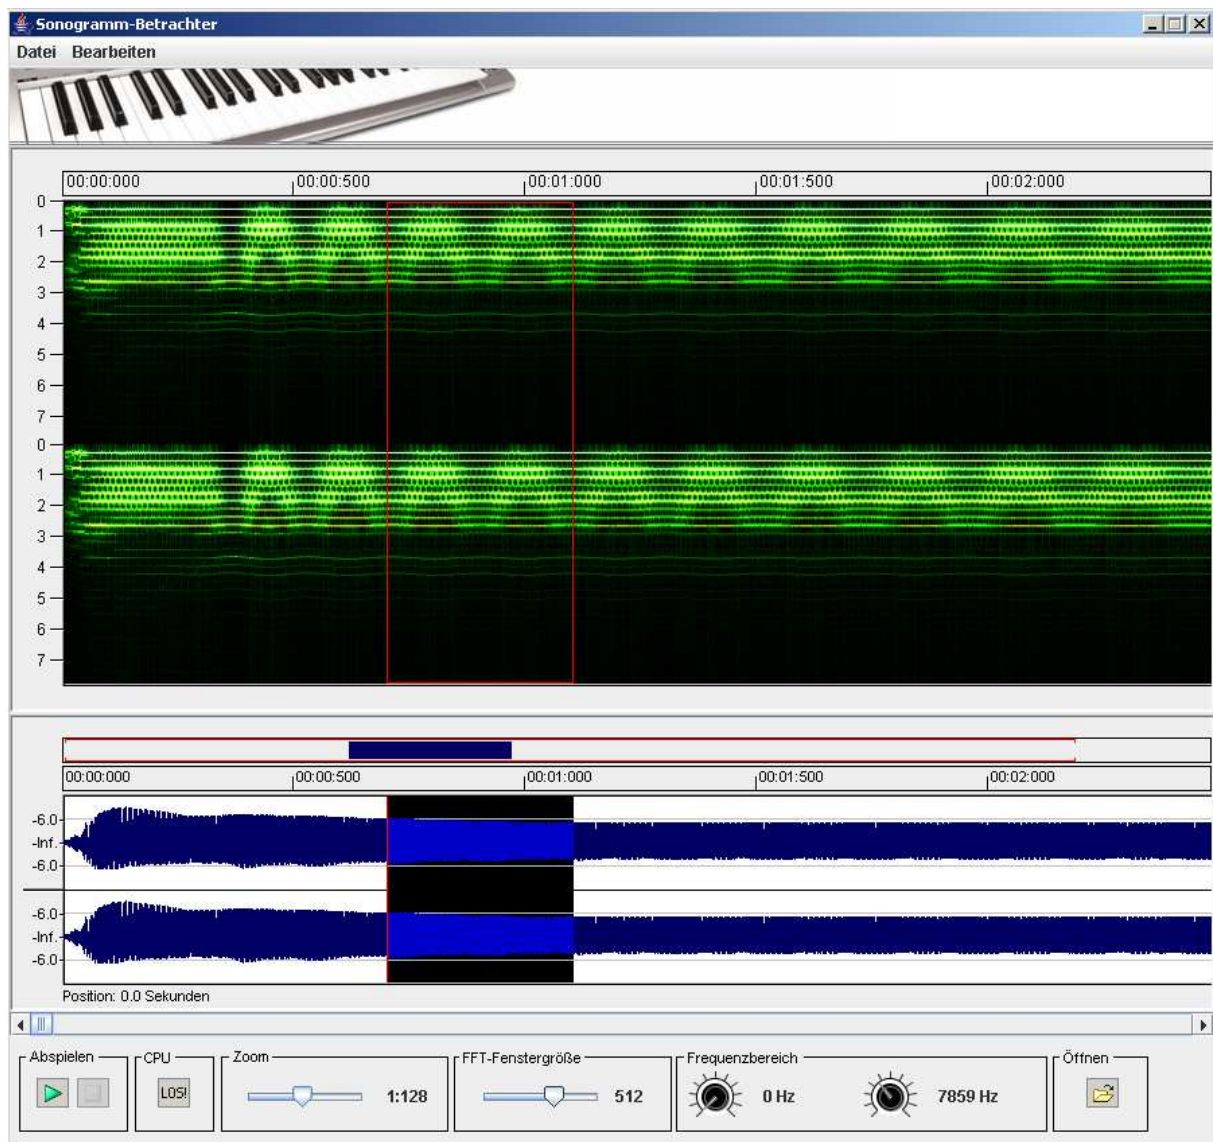 Sonogramm-Betrachter
Datei Bearbeiten
00:00:000 00:00:500 00:01:000 00:01:500 00:02:000
0
1
2
3
4
5
6
7
0
1
2
3
4
5
6
7
00:00:000 00:00:500 00:01:000 00:01:500 00:02:000
-6.0
-Inf.
-6.0
-6.0
-Inf.
-6.0
Position: 0.0 Sekunden
Abspielen CPU Zoom FFT-Fenstergröße Frequenzbereich Öffnen
LOS! 1:128 512 0 Hz 7859 Hz